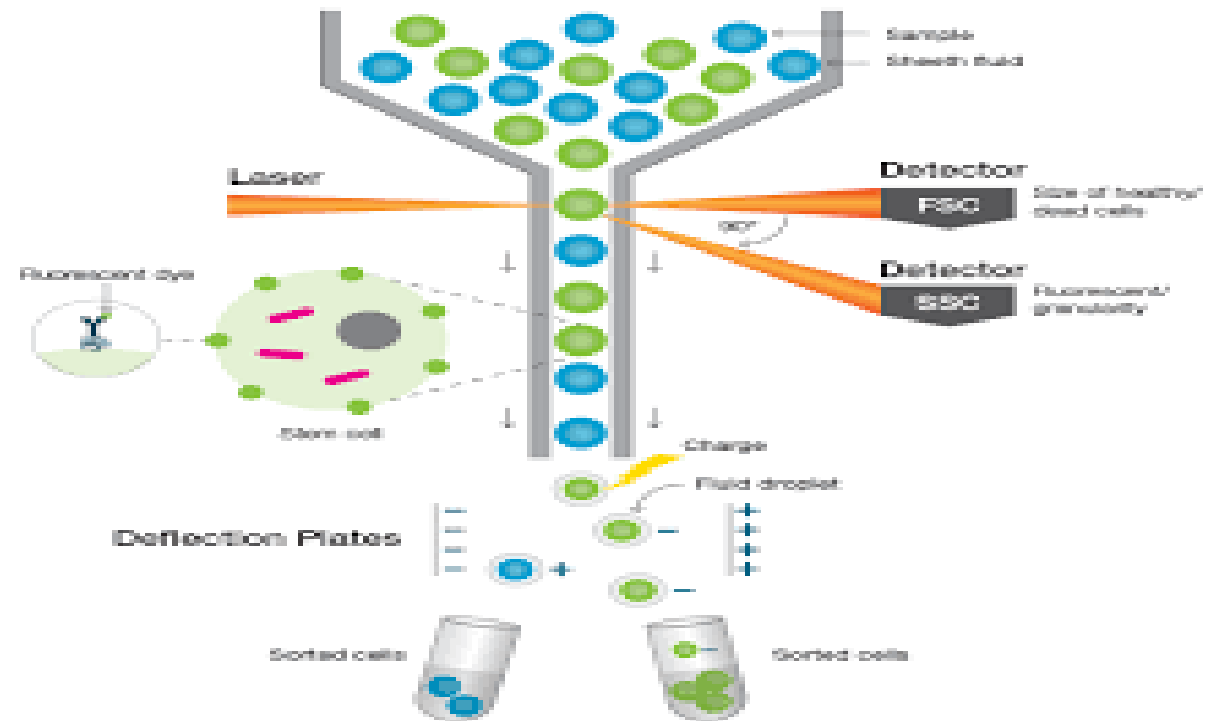 Sample
Sheeth fluid
Laser
Detector
FSC
Size of healthy/
dead cells
90°
Detector
SSC
Fluorescent/
granularity
Fluorescent dye
Stem cell
Charge
Fluid droplet
Deflection Plates
Sorted cells
Sorted cells